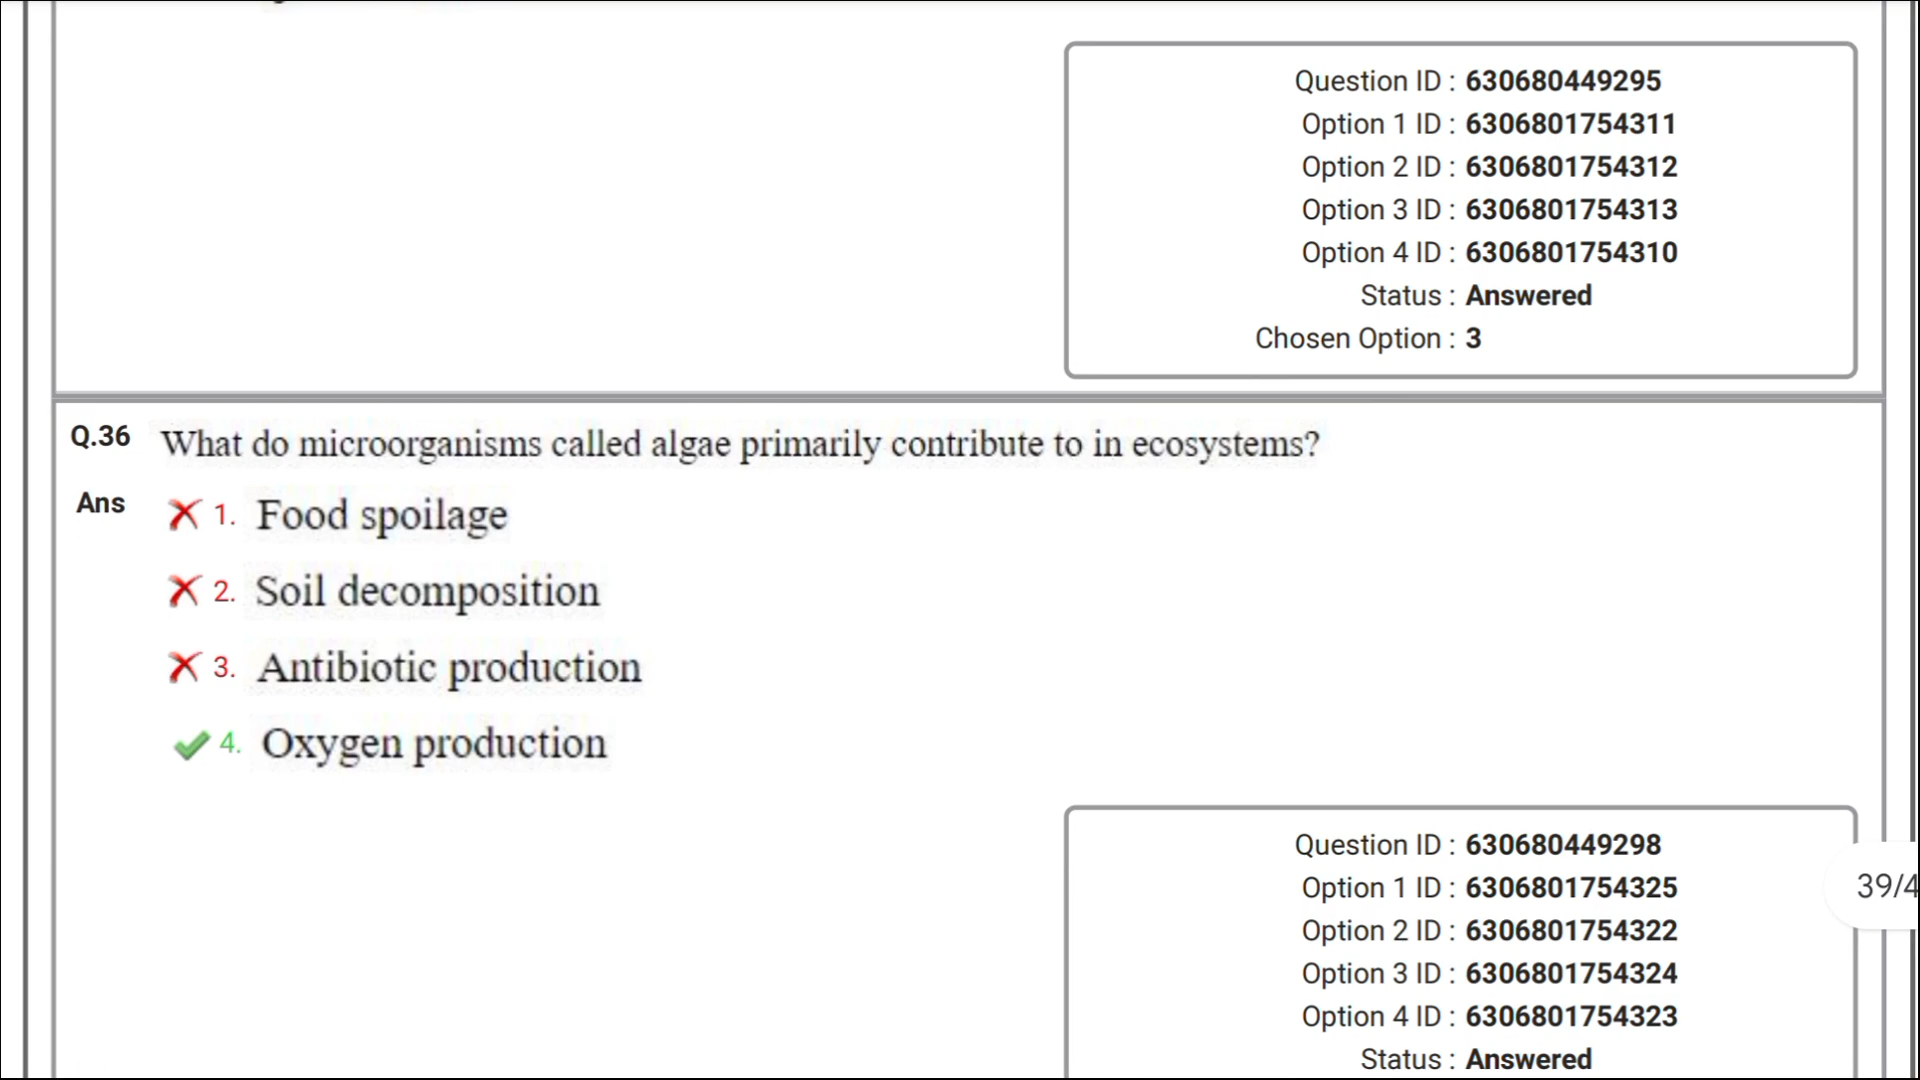 Question ID : 630680449295
Option 1 ID : 6306801754311
Option 2 ID : 6306801754312
Option 3 ID : 6306801754313
Option 4 ID : 6306801754310
Status : Answered
Chosen Option : 3
Q.36 What do microorganisms called algae primarily contribute to in ecosystems?
Ans 1. Food spoilage
2. Soil decomposition
3. Antibiotic production
4. Oxygen production
Question ID : 630680449298
Option 1 ID : 6306801754325
39/4
Option 2 ID : 6306801754322
Option 3 ID : 6306801754324
Option 4 ID : 6306801754323
Status : Answered